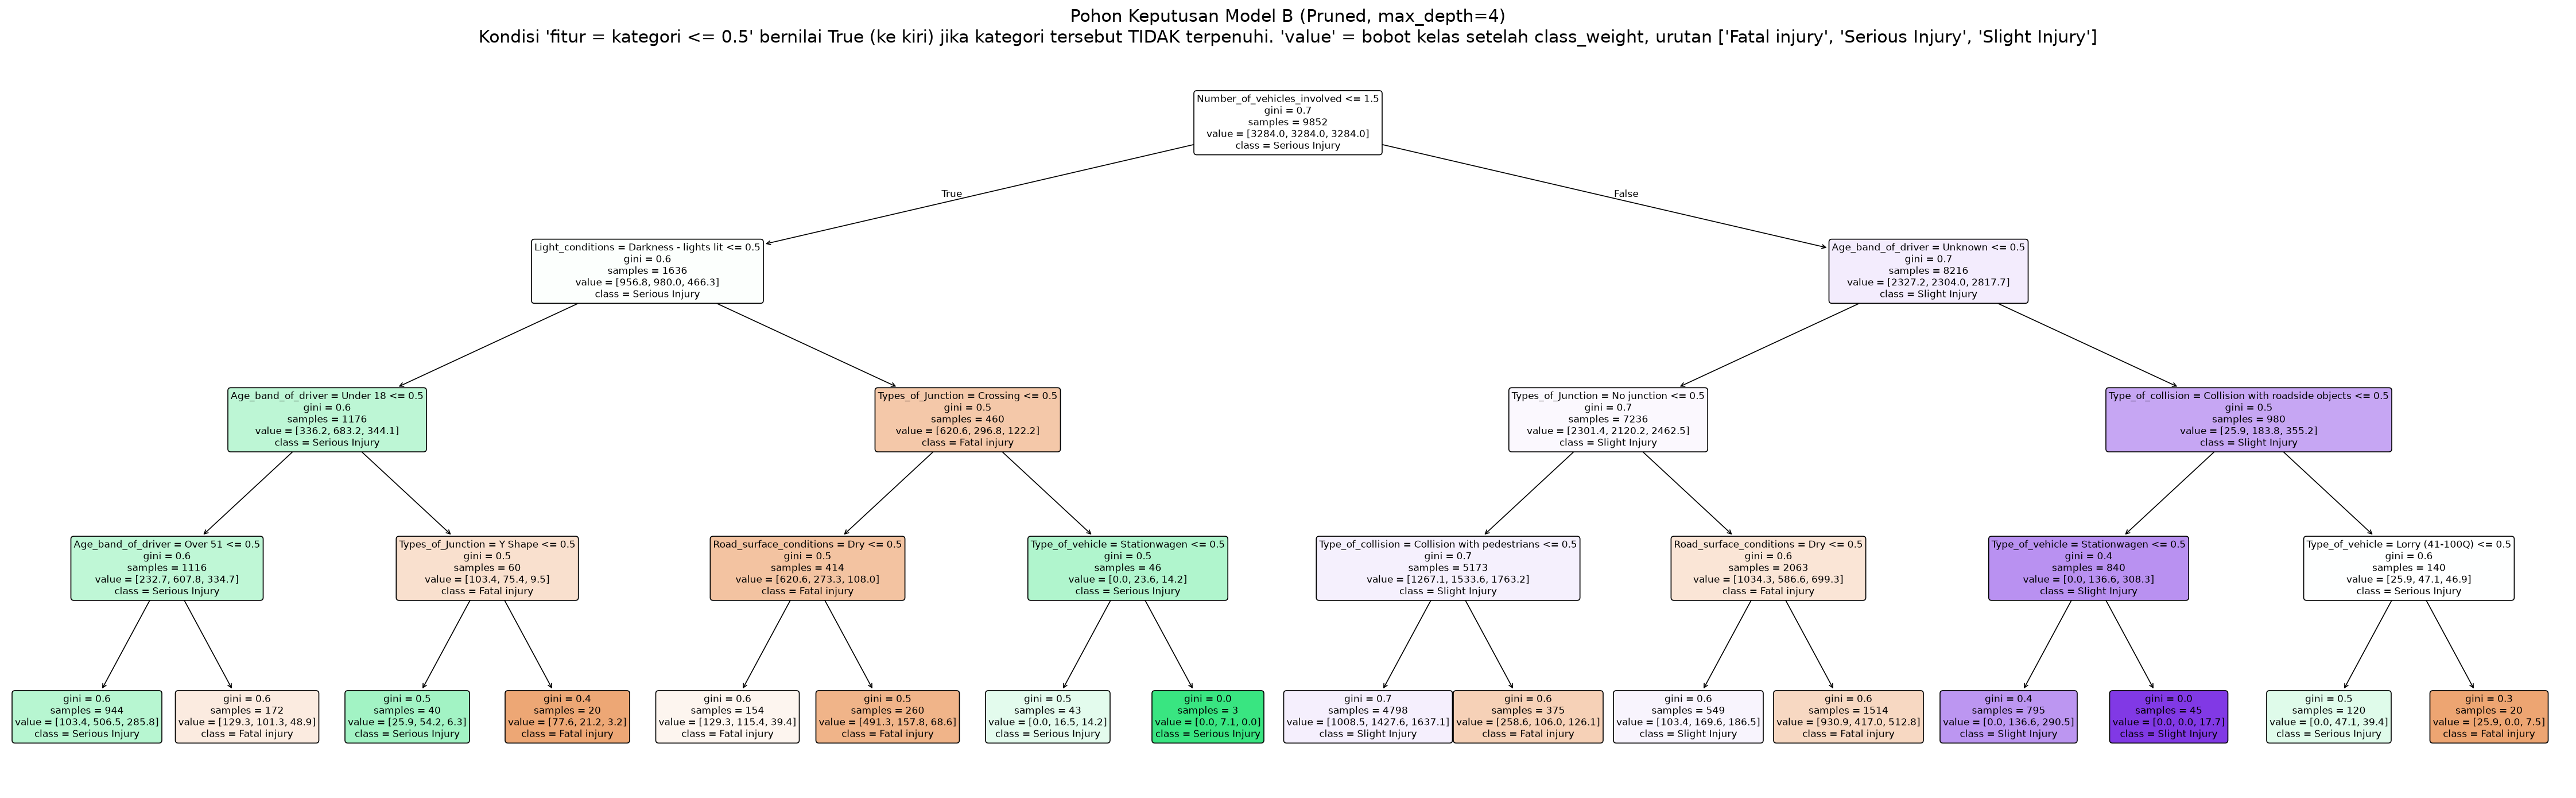 Pohon Keputusan Model B (Pruned, max_depth=4)
Kondisi 'fitur = kategori <= 0.5' bernilai True (ke kiri) jika kategori tersebut TIDAK terpenuhi. 'value' = bobot kelas setelah class_weight, urutan ['Fatal injury', 'Serious Injury', 'Slight Injury']
Number_of_vehicles_involved <= 1.5
gini = 0.7
samples = 9852
value = [3284.0, 3284.0, 3284.0]
class = Serious Injury
True
False
Light_conditions = Darkness - lights lit <= 0.5
gini = 0.6
samples = 1636
value = [956.8, 980.0, 466.3]
class = Serious Injury
Age_band_of_driver = Unknown <= 0.5
gini = 0.7
samples = 8216
value = [2327.2, 2304.0, 2817.7]
class = Slight Injury
Age_band_of_driver = Under 18 <= 0.5
gini = 0.6
samples = 1176
value = [336.2, 683.2, 344.1]
class = Serious Injury
Types_of_Junction = Crossing <= 0.5
gini = 0.5
samples = 460
value = [620.6, 296.8, 122.2]
class = Fatal injury
Types_of_Junction = No junction <= 0.5
gini = 0.7
samples = 7236
value = [2301.4, 2120.2, 2462.5]
class = Slight Injury
Type_of_collision = Collision with roadside objects <= 0.5
gini = 0.5
samples = 980
value = [25.9, 183.8, 355.2]
class = Slight Injury
Age_band_of_driver = Over 51 <= 0.5
gini = 0.6
samples = 1116
value = [232.7, 607.8, 334.7]
class = Serious Injury
Types_of_Junction = Y Shape <= 0.5
gini = 0.5
samples = 60
value = [103.4, 75.4, 9.5]
class = Fatal injury
Road_surface_conditions = Dry <= 0.5
gini = 0.5
samples = 414
value = [620.6, 273.3, 108.0]
class = Fatal injury
Type_of_vehicle = Stationwagen <= 0.5
gini = 0.5
samples = 46
value = [0.0, 23.6, 14.2]
class = Serious Injury
Type_of_collision = Collision with pedestrians <= 0.5
gini = 0.7
samples = 5173
value = [1267.1, 1533.6, 1763.2]
class = Slight Injury
Road_surface_conditions = Dry <= 0.5
gini = 0.6
samples = 2063
value = [1034.3, 586.6, 699.3]
class = Fatal injury
Type_of_vehicle = Stationwagen <= 0.5
gini = 0.4
samples = 840
value = [0.0, 136.6, 308.3]
class = Slight Injury
Type_of_vehicle = Lorry (41-100Q) <= 0.5
gini = 0.6
samples = 140
value = [25.9, 47.1, 46.9]
class = Serious Injury
gini = 0.6
samples = 944
value = [103.4, 506.5, 285.8]
class = Serious Injury
gini = 0.6
samples = 172
value = [129.3, 101.3, 48.9]
class = Fatal injury
gini = 0.5
samples = 40
value = [25.9, 54.2, 6.3]
class = Serious Injury
gini = 0.4
samples = 20
value = [77.6, 21.2, 3.2]
class = Fatal injury
gini = 0.6
samples = 154
value = [129.3, 115.4, 39.4]
class = Fatal injury
gini = 0.5
samples = 260
value = [491.3, 157.8, 68.6]
class = Fatal injury
gini = 0.5
samples = 43
value = [0.0, 16.5, 14.2]
class = Serious Injury
gini = 0.0
samples = 3
value = [0.0, 7.1, 0.0]
class = Serious Injury
gini = 0.7
samples = 4798
value = [1008.5, 1427.6, 1637.1]
class = Slight Injury
gini = 0.6
samples = 375
value = [258.6, 106.0, 126.1]
class = Fatal injury
gini = 0.6
samples = 549
value = [103.4, 169.6, 186.5]
class = Slight Injury
gini = 0.6
samples = 1514
value = [930.9, 417.0, 512.8]
class = Fatal injury
gini = 0.4
samples = 795
value = [0.0, 136.6, 290.5]
class = Slight Injury
gini = 0.0
samples = 45
value = [0.0, 0.0, 17.7]
class = Slight Injury
gini = 0.5
samples = 120
value = [0.0, 47.1, 39.4]
class = Serious Injury
gini = 0.3
samples = 20
value = [25.9, 0.0, 7.5]
class = Fatal injury